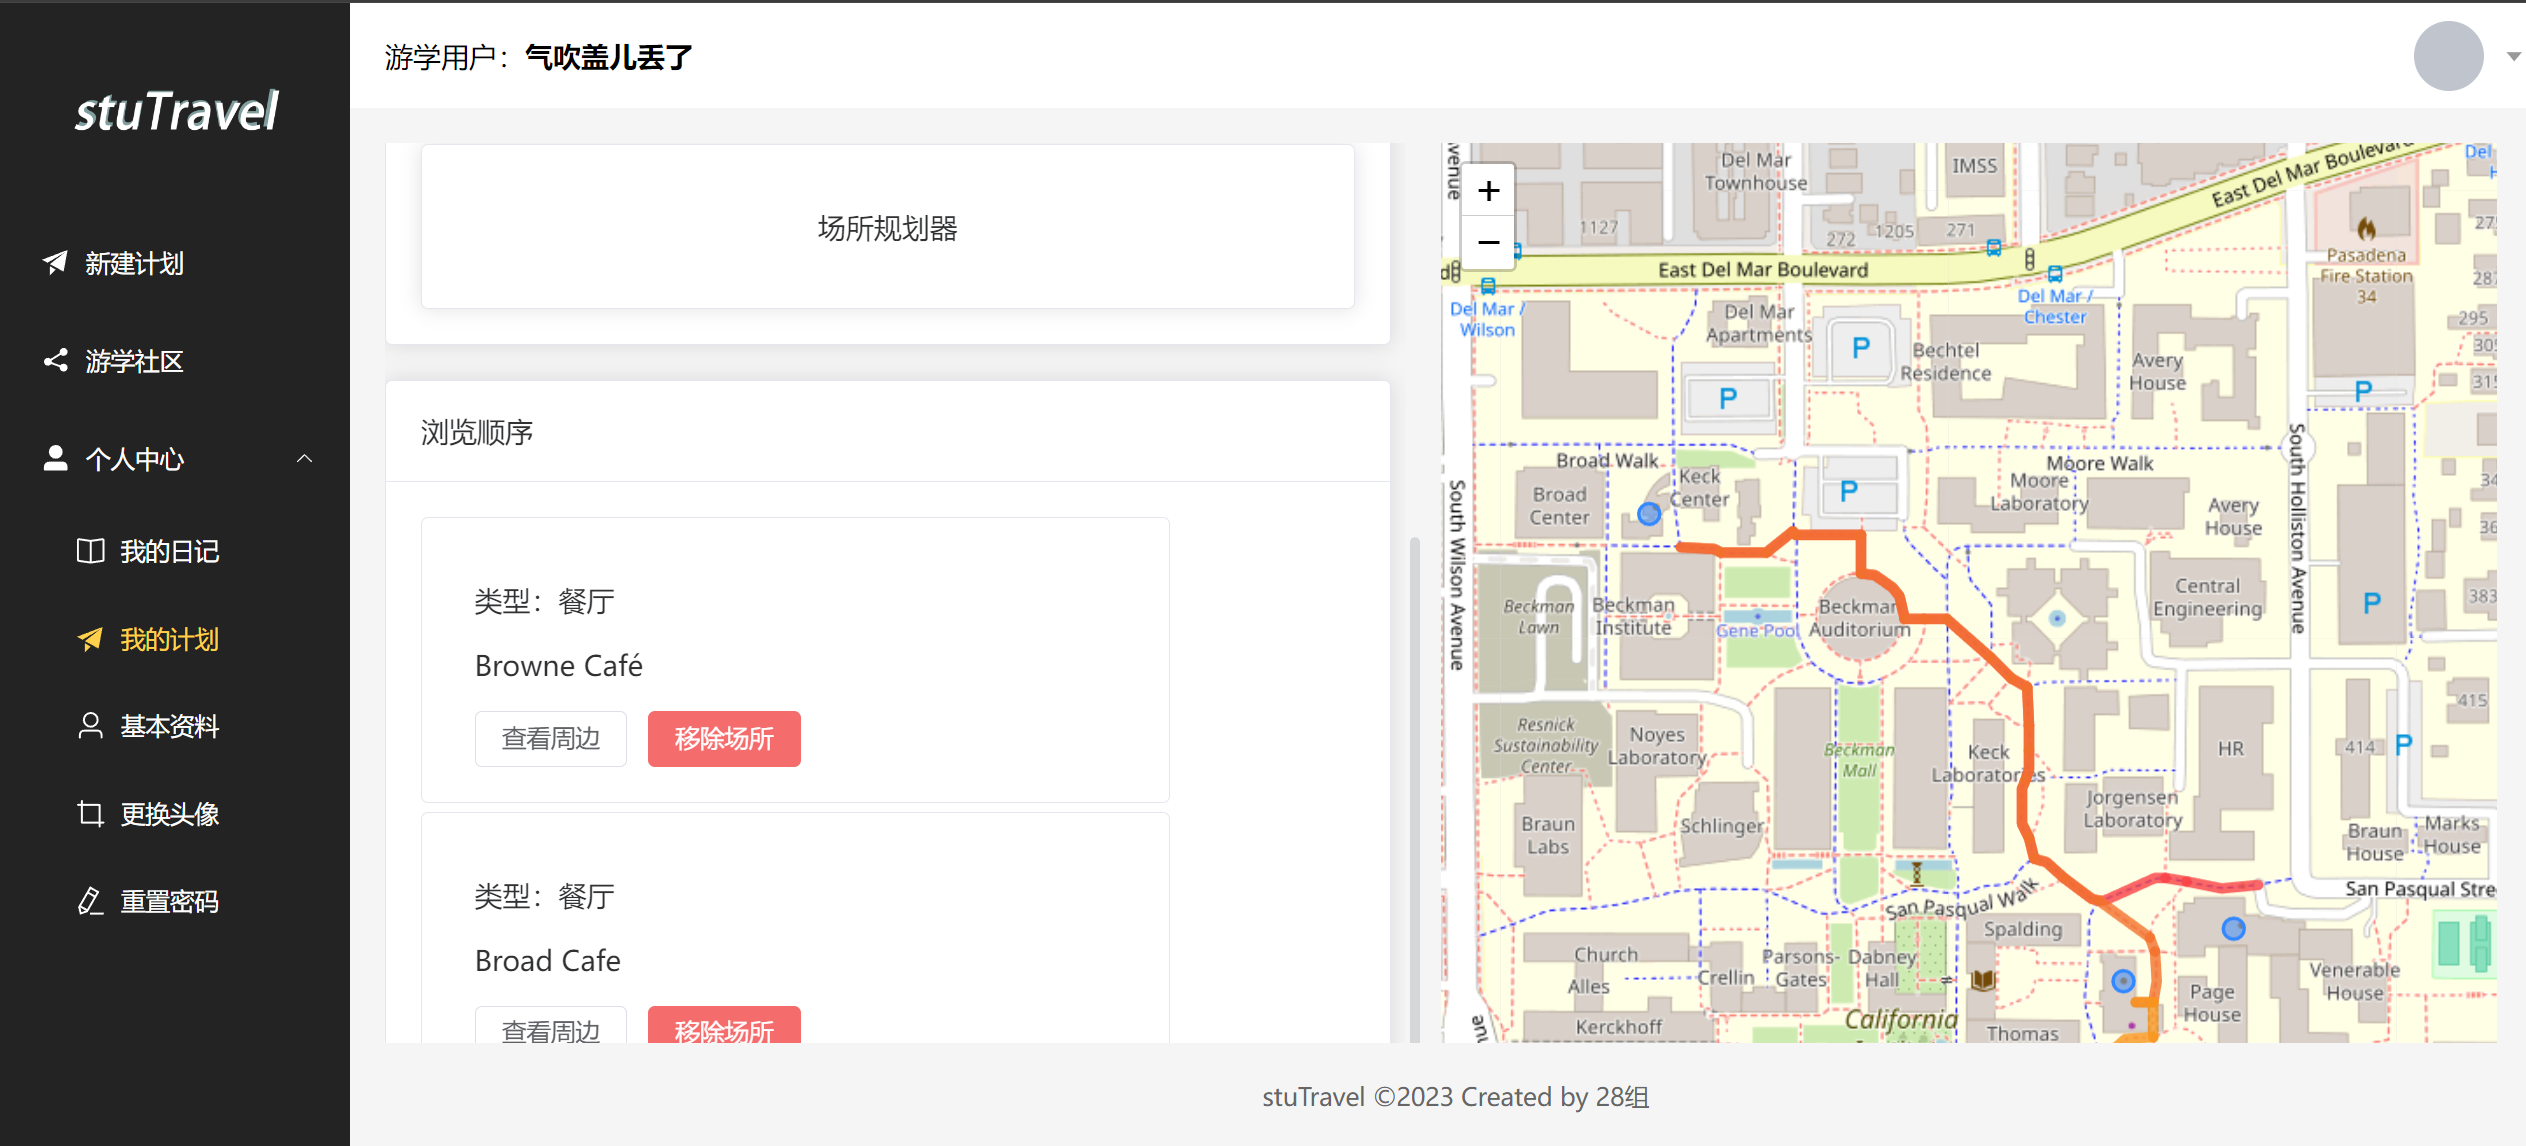 stuTravel
新建计划
游学社区
个人中心
我的日记
我的计划
基本资料
更换头像
重置密码
游学用户：气吹盖儿丢了
场所规划器
浏览顺序
类型：餐厅
Browne Café
查看周边
移除场所
类型：餐厅
Broad Cafe
查看周边
移除场所
+
−
Del Mar
Townhouse
IMSS
East Del Mar Boulevard
1127
272
1205
271
East Del Mar Boulevard
Pasadena
Fire Station
34
295
Del Mar /
Wilson
Del Mar /
Chester
Del Mar
Apartments
P
Bechtel
Residence
Avery
House
P
P
Broad Walk
Moore Walk
Keck
Center
Broad
Center
P
Moore
Laboratory
Avery
House
South Wilson Avenue
South Holliston Avenue
Beckman
Lawn
Beckman
Institute
Gene Pool
Beckman
Auditorium
Central
Engineering
P
383
415
Resnick
Sustainability
Center
Noyes
Laboratory
Beckman
Mall
Keck
Laboratories
HR
414
P
Braun
Labs
Schlinger
Jorgensen
Laboratory
Braun
House
Marks
House
San Pasqual Walk
San Pasqual Stre
Church
Alles
Crellin
Parsons-
Gates
Dabney
Hall
Spalding
Page
House
Venerable
House
Kerckhoff
California
Thomas
stuTravel ©2023 Created by 28组